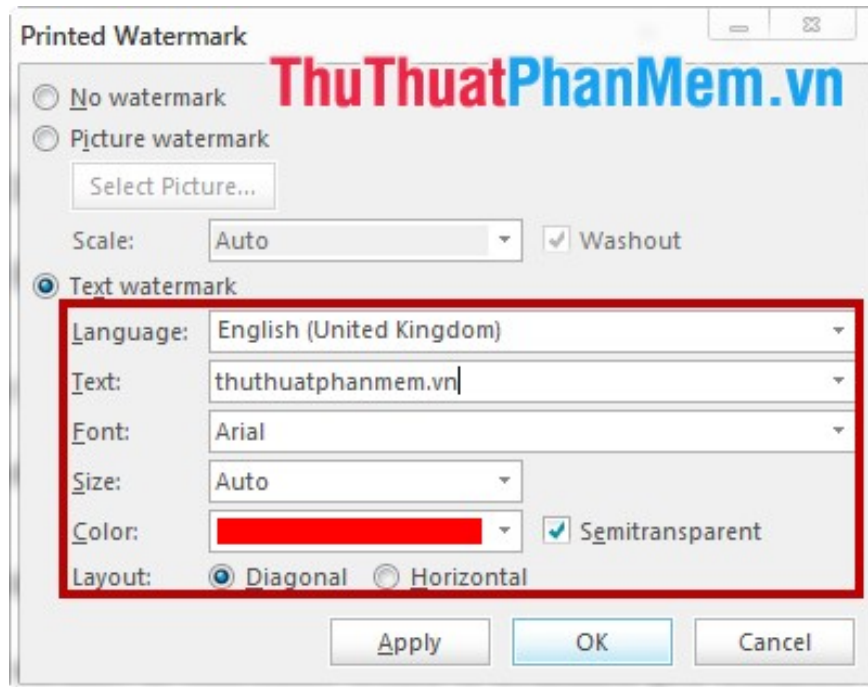 Printed Watermark
ThuThuatPhanMem.vn
No watermark
Picture watermark
Select Picture...
Scale: Auto Washout
Text watermark
Language: English (United Kingdom)
Text: thuthuatphanmem.vn
Font: Arial
Size: Auto
Color: Semitransparent
Layout: Diagonal Horizontal
Apply OK Cancel